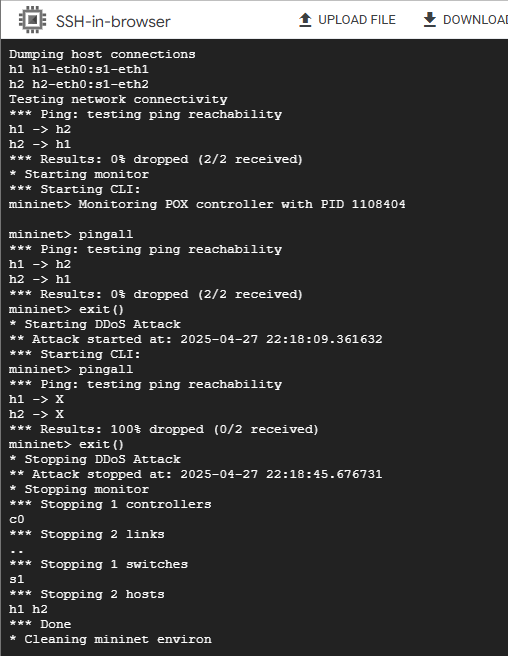 SSH-in-browser
UPLOAD FILE
DOWNLOAD
Dumping host connections
h1 h1-eth0:s1-eth1
h2 h2-eth0:s1-eth2
Testing network connectivity
*** Ping: testing ping reachability
h1 -> h2
h2 -> h1
*** Results: 0% dropped (2/2 received)
* Starting monitor
*** Starting CLI:
mininet> Monitoring POX controller with PID 1108404
mininet> pingall
*** Ping: testing ping reachability
h1 -> h2
h2 -> h1
*** Results: 0% dropped (2/2 received)
mininet> exit()
* Starting DDoS Attack
** Attack started at: 2025-04-27 22:18:09.361632
*** Starting CLI:
mininet> pingall
*** Ping: testing ping reachability
h1 -> X
h2 -> X
*** Results: 100% dropped (0/2 received)
mininet> exit()
* Stopping DDoS Attack
** Attack stopped at: 2025-04-27 22:18:45.676731
* Stopping monitor
*** Stopping 1 controllers
c0
*** Stopping 2 links
..
*** Stopping 1 switches
s1
*** Stopping 2 hosts
h1 h2
*** Done
* Cleaning mininet environ